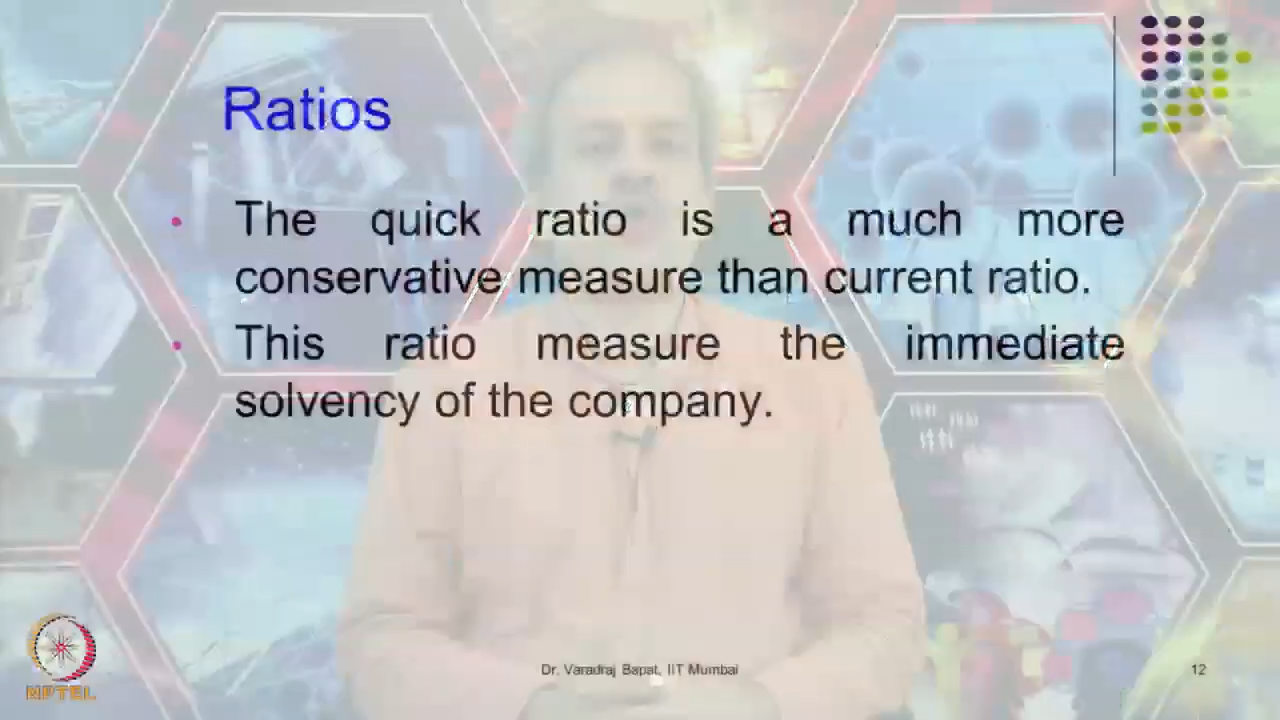 Ratios
The quick ratio is a much more
conservative measure than current ratio.
This ratio measure the immediate
solvency of the company.
Dr. Varadraj Bapat, IIT Mumbai
12
NPTEL